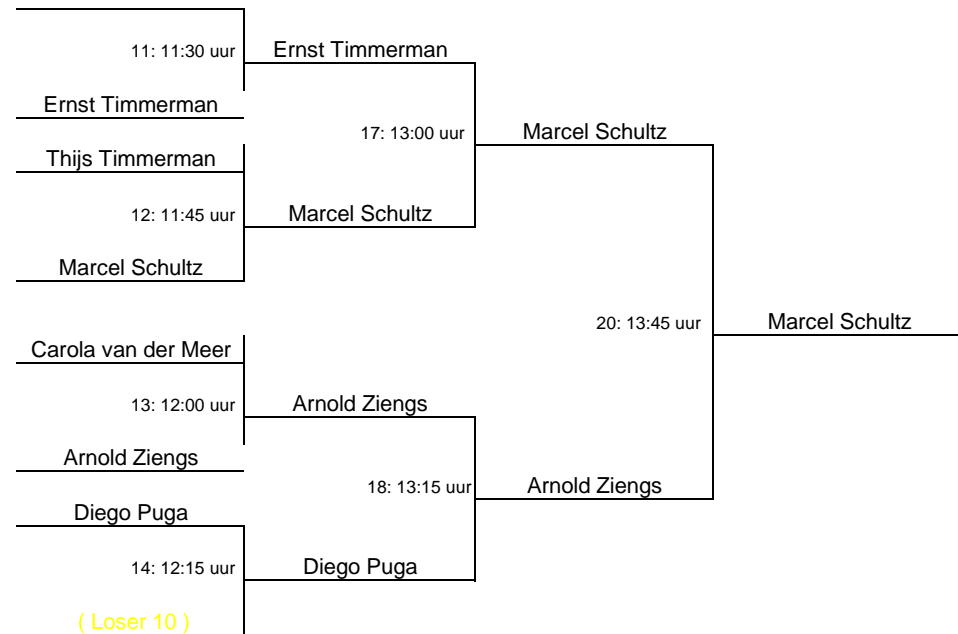 11: 11:30 uur
Ernst Timmerman
Ernst Timmerman
17: 13:00 uur
Marcel Schultz
Thijs Timmerman
12: 11:45 uur
Marcel Schultz
Marcel Schultz
20: 13:45 uur
Marcel Schultz
Carola van der Meer
13: 12:00 uur
Arnold Ziengs
Arnold Ziengs
18: 13:15 uur
Arnold Ziengs
Diego Puga
14: 12:15 uur
Diego Puga
( Loser 10 )